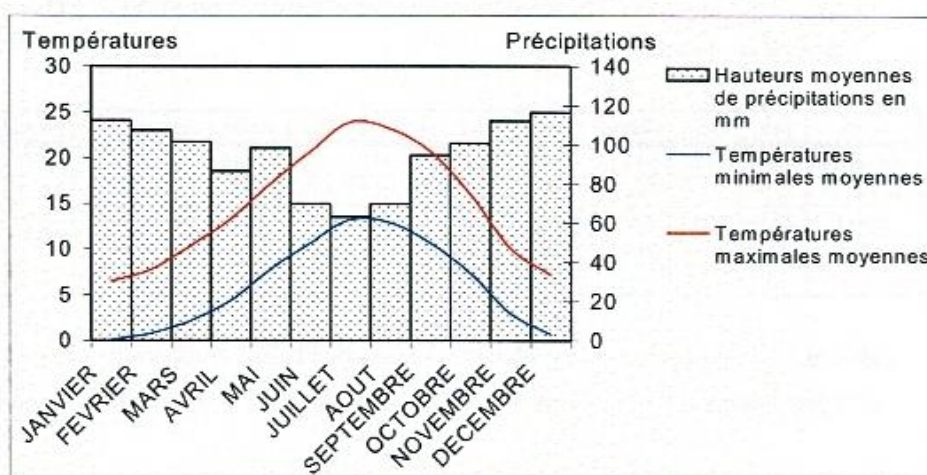 Températures
Précipitations
30
25
20
15
10
5
0
140
120
100
80
60
40
20
0
Hauteurs moyennes
de précipitations en
mm
Températures
minimales moyennes
Températures
maximales moyennes
JANVIER
FEVRIER
MARS
AVRIL
MAI
JUIN
JUILLET
AOUT
SEPTEMBRE
OCTOBRE
NOVEMBRE
DECEMBRE